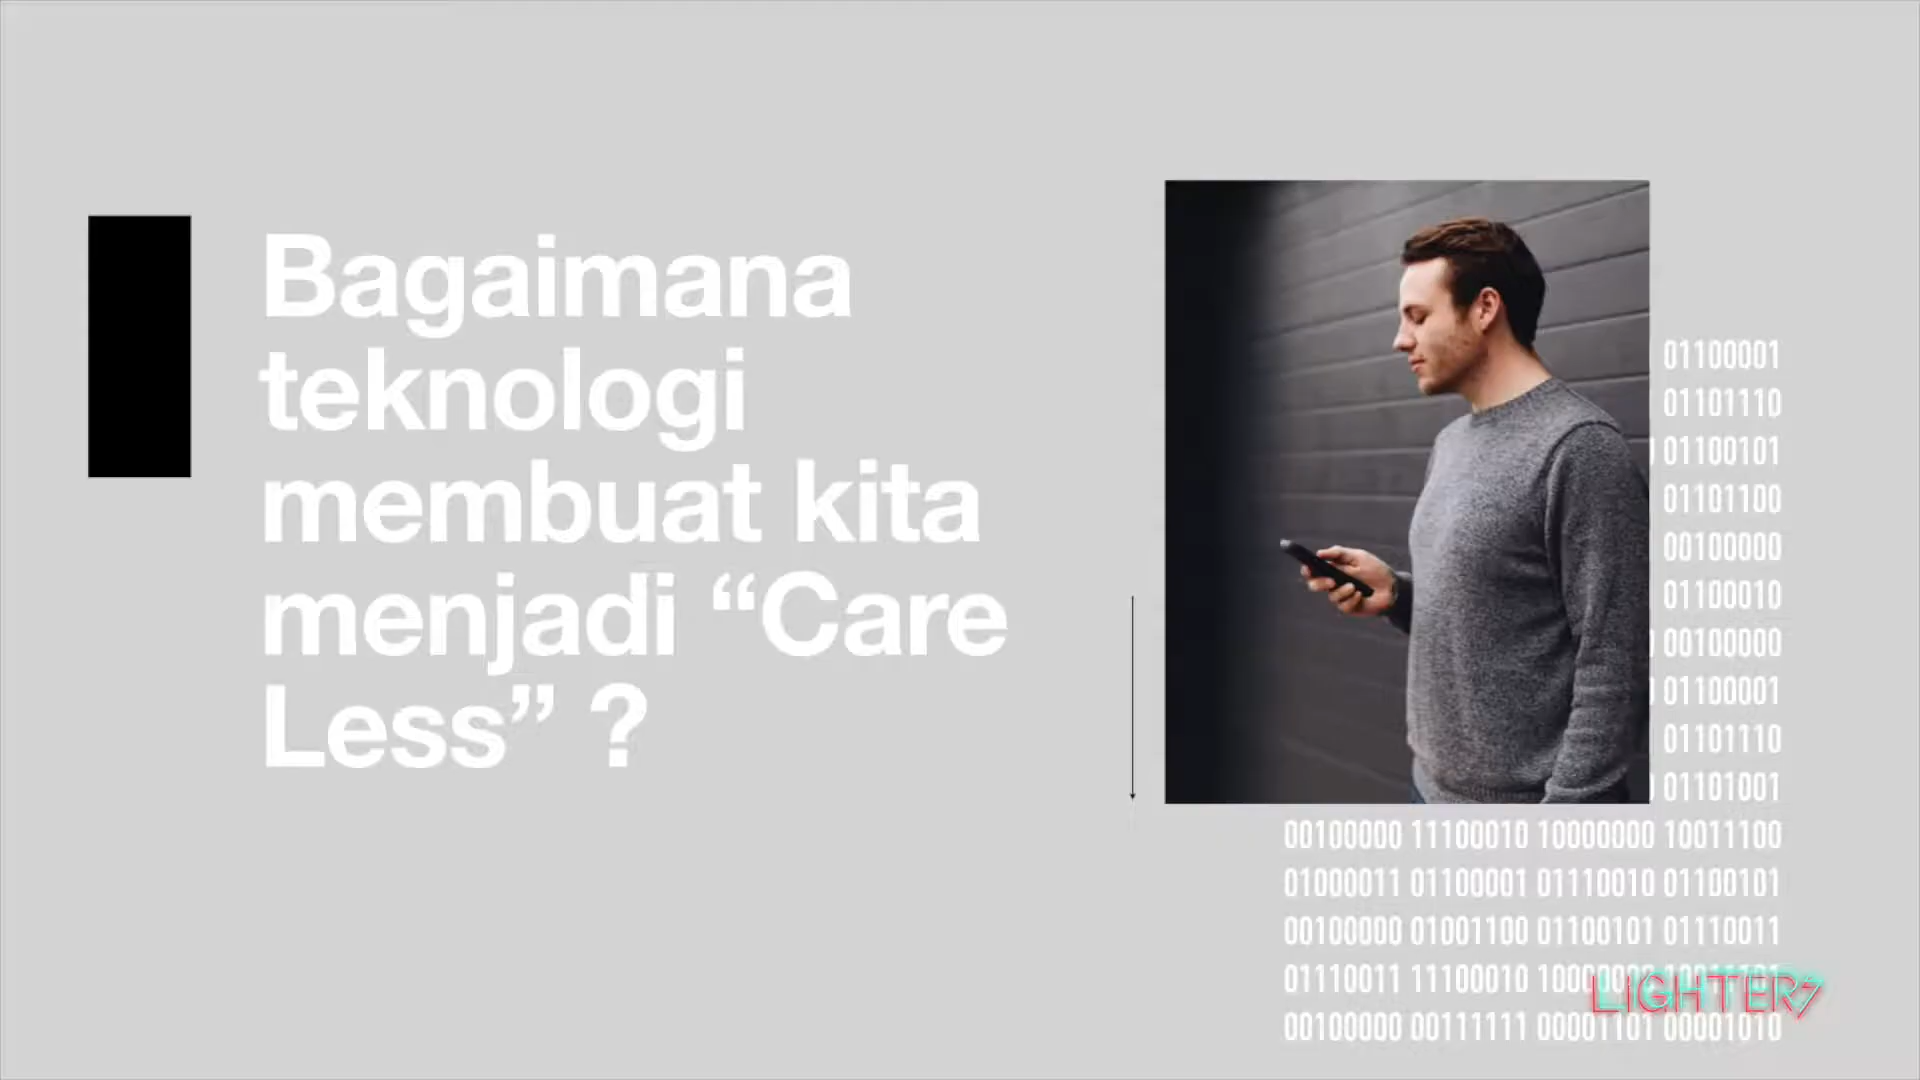 Bagaimana
teknologi
membuat kita
menjadi “Care
Less” ?
01100001
01101110
01100101
01101100
00100000
01100010
00100000
01100001
01101110
01101001
00100000 11100010 10000000 10011100
01000011 01100001 01110010 01100101
00100000 01001100 01100101 01110011
01110011 11100010
00100000 00111111 00001101 00001010
LIGHTERS